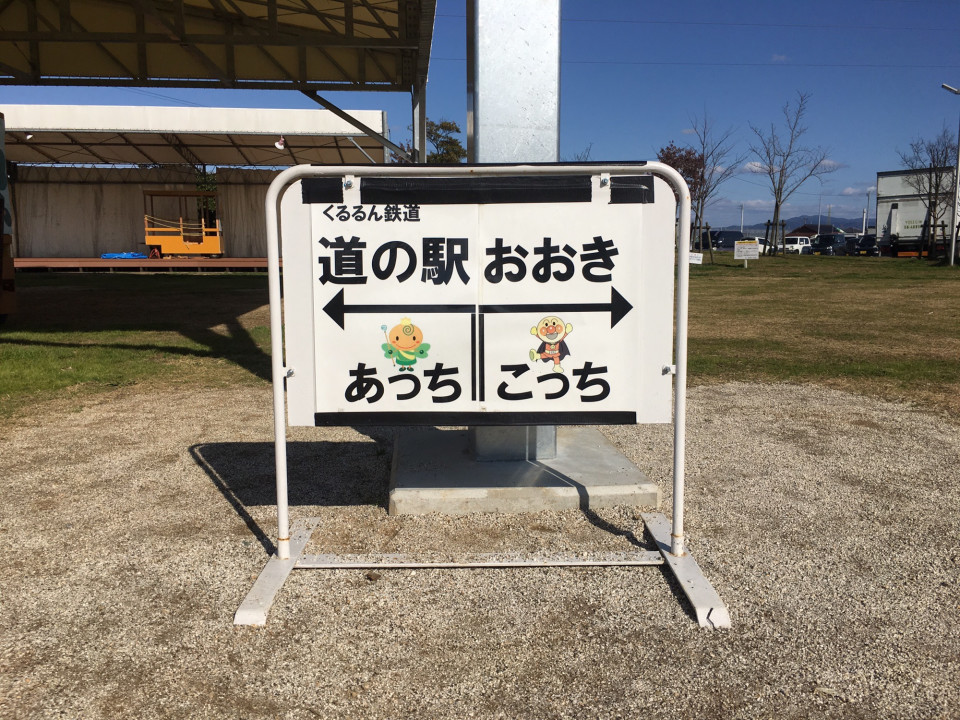 くるるん鉄道
道の駅 おおき
あっち こっち